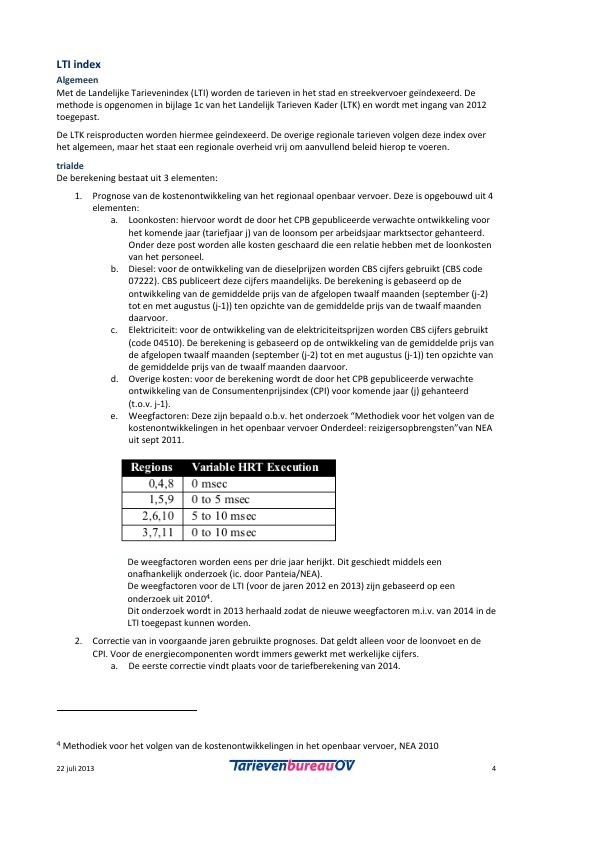 LTI index
Algemeen
Met de Landelijke Tarievenindex (LTI) worden de tarieven in het stad en streekvervoer geïndexeerd. De
methode is opgenomen in bijlage 1c van het Landelijk Tarieven Kader (LTK) en wordt met ingang van 2012
toegepast.
De LTK reisproducten worden hiermee geindexeerd. De overige regionale tarieven volgen deze index over
het algemeen, maar het staat een regionale overheid vrij om aanvullend beleid hierop te voeren.
trialde
De berekening bestaat uit 3 elementen:
1. Prognose van de kostenontwikkeling van het regionaal openbaar vervoer. Deze is opgebouwd uit 4
elementen:
a. Loonkosten: hiervoor wordt de door het CPB gepubliceerde verwachte ontwikkeling voor
het komende jaar (tariefjaar j) van de loonsom per arbeidsjaar marktsector gehanteerd.
Onder deze post worden alle kosten geschaard die een relatie hebben met de loonkosten
van het personeel.
b. Diesel: voor de ontwikkeling van de dieselprijzen worden CBS cijfers gebruikt (CBS code
07222). CBS publiceert deze cijfers maandelijks. De berekening is gebaseerd op de
ontwikkeling van de gemiddelde prijs van de afgelopen twaalf maanden (september (j-2)
tot en met augustus (j-1)) ten opzichte van de gemiddelde prijs van de twaalf maanden
daarvoor.
c. Elektriciteit: voor de ontwikkeling van de elektriciteitsprijzen worden CBS cijfers gebruikt
(code 04510). De berekening is gebaseerd op de ontwikkeling van de gemiddelde prijs van
de afgelopen twaalf maanden (september (j-2) tot en met augustus (j-1)) ten opzichte van
de gemiddelde prijs van de twaalf maanden daarvoor.
d. Overige kosten: voor de berekening wordt de door het CPB gepubliceerde verwachte
ontwikkeling van de Consumentenprijsindex (CPI) voor komende jaar (j) gehanteerd
(t.o.v. j-1).
e. Weegfactoren: Deze zijn bepaald o.b.v. het onderzoek “Methodiek voor het volgen van de
kostenontwikkelingen in het openbaar vervoer Onderdeel: reizigersopbrengsten”van NEA
uit sept 2011.
Regions Variable HRT Execution
0,4,8 0 msec
1,5,9 0 to 5 msec
2,6,10 5 to 10 msec
3,7,11 0 to 10 msec
De weegfactoren worden eens per drie jaar herijkt. Dit geschiedt middels een
onafhankelijk onderzoek (ic. door Panteia/NEA).
De weegfactoren voor de LTI (voor de jaren 2012 en 2013) zijn gebaseerd op een
onderzoek uit 2010⁴.
Dit onderzoek wordt in 2013 herhaald zodat de nieuwe weegfactoren m.i.v. van 2014 in de
LTI toegepast kunnen worden.
2. Correctie van in voorgaande jaren gebruikte prognoses. Dat geldt alleen voor de loonvoet en de
CPI. Voor de energiecomponenten wordt immers gewerkt met werkelijke cijfers.
a. De eerste correctie vindt plaats voor de tariefberekening van 2014.
⁴ Methodiek voor het volgen van de kostenontwikkelingen in het openbaar vervoer, NEA 2010
22 juli 2013 TarievenbureauOV 4